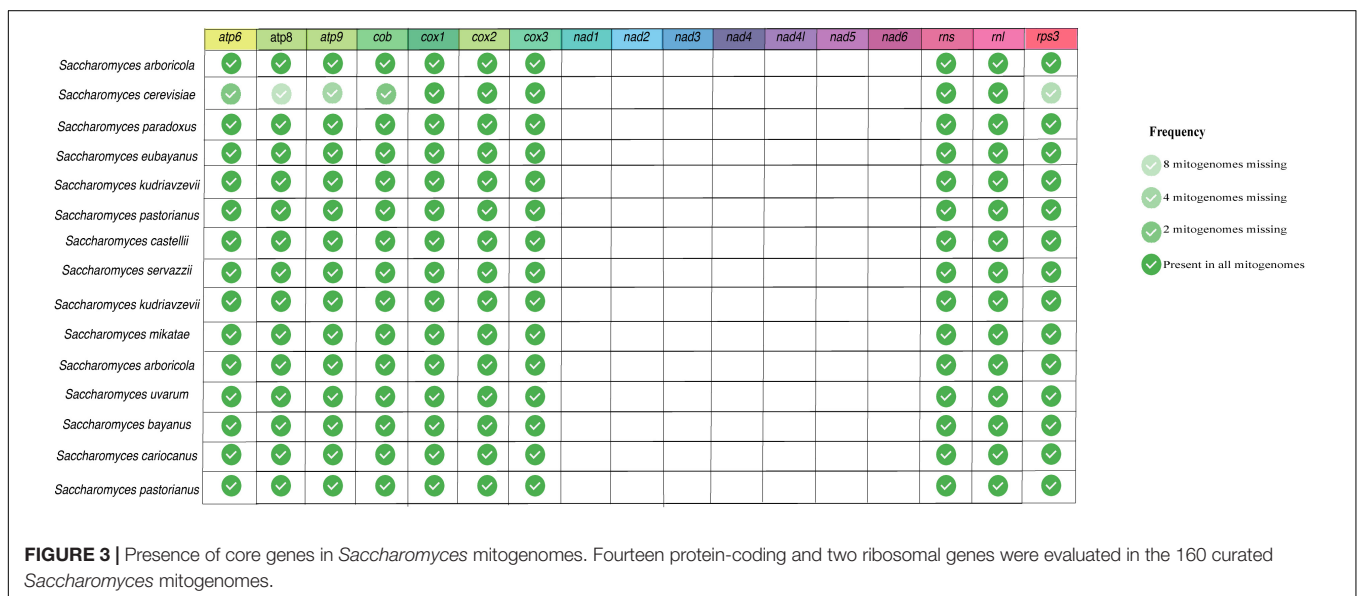 atp6 atp8 atp9 cob cox1 cox2 cox3 nad1 nad2 nad3 nad4 nad4l nad5 nad6 rns rnl rps3
Saccharomyces arboricola
Saccharomyces cerevisiae
Saccharomyces paradoxus
Saccharomyces eubayanus
Saccharomyces kudriavzevii
Saccharomyces pastorianus
Saccharomyces castellii
Saccharomyces servazzii
Saccharomyces kudriavzevii
Saccharomyces mikatae
Saccharomyces arboricola
Saccharomyces uvarum
Saccharomyces bayanus
Saccharomyces cariocanus
Saccharomyces pastorianus
Frequency
8 mitogenomes missing
4 mitogenomes missing
2 mitogenomes missing
Present in all mitogenomes
FIGURE 3 | Presence of core genes in Saccharomyces mitogenomes. Fourteen protein-coding and two ribosomal genes were evaluated in the 160 curated
Saccharomyces mitogenomes.